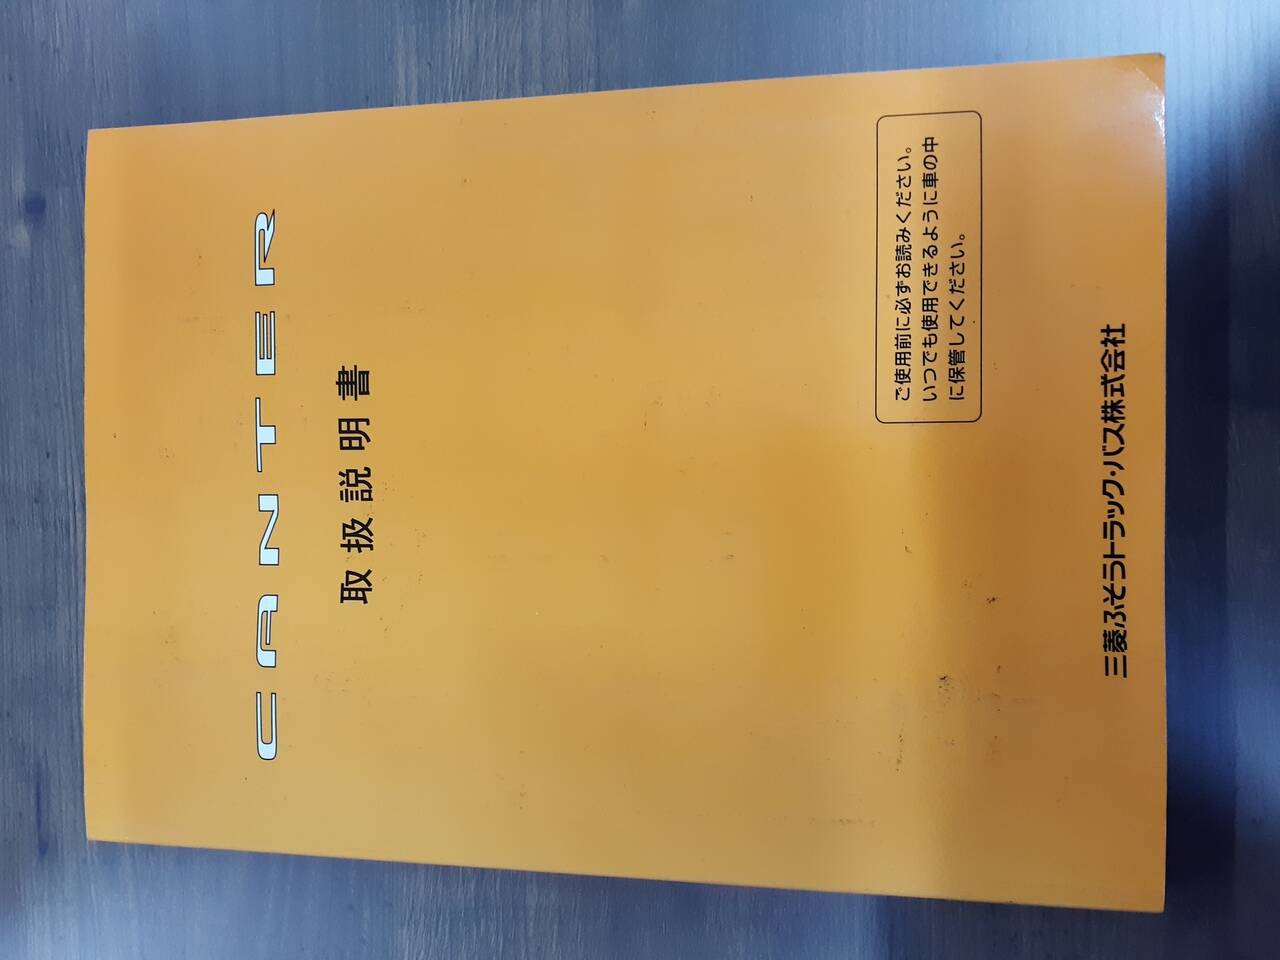 CANTER
取扱説明書
ご使用前に必ずお読みください。
いつでも使用できるように車の中
に保管してください。
三菱ふそうトラック・バス株式会社